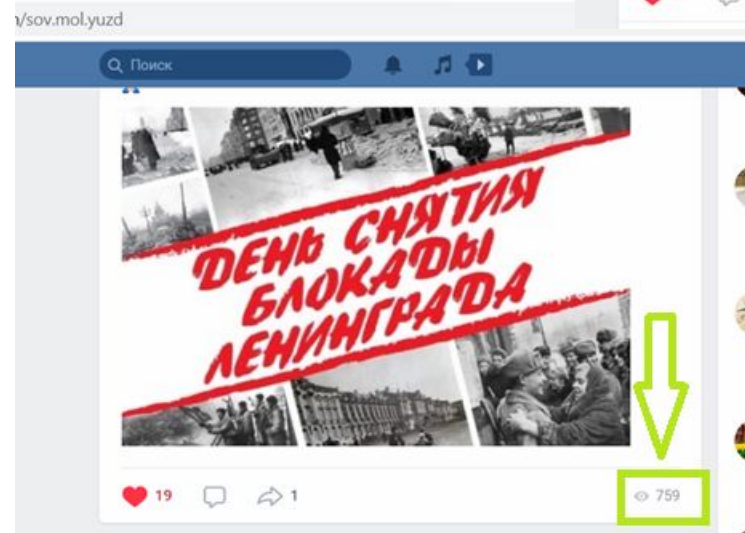 /sov.mol.yuzd
Поиск
ДЕНЬ СНЯТИЯ
БЛОКАДЫ
ЛЕНИНГРАДА
19
1
759